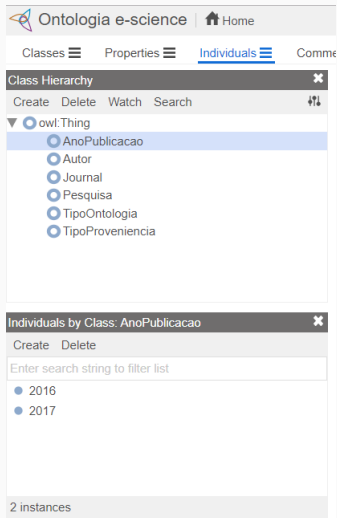 Ontologia e-science Home
Classes Properties Individuals Comme
Class Hierarchy
Create Delete Watch Search
owl:Thing
AnoPublicacao
Autor
Journal
Pesquisa
TipoOntologia
TipoProveniencia
Individuals by Class: AnoPublicacao
Create Delete
Enter search string to filter list
2016
2017
2 instances